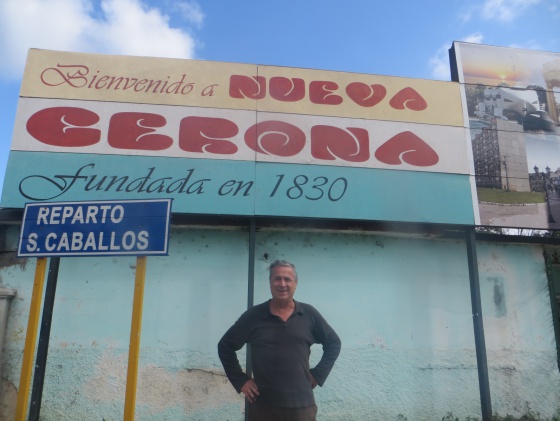 Bienvenido a NUEVA
GERONA
Fundada en 1830
REPARTO
S. CABALLOS